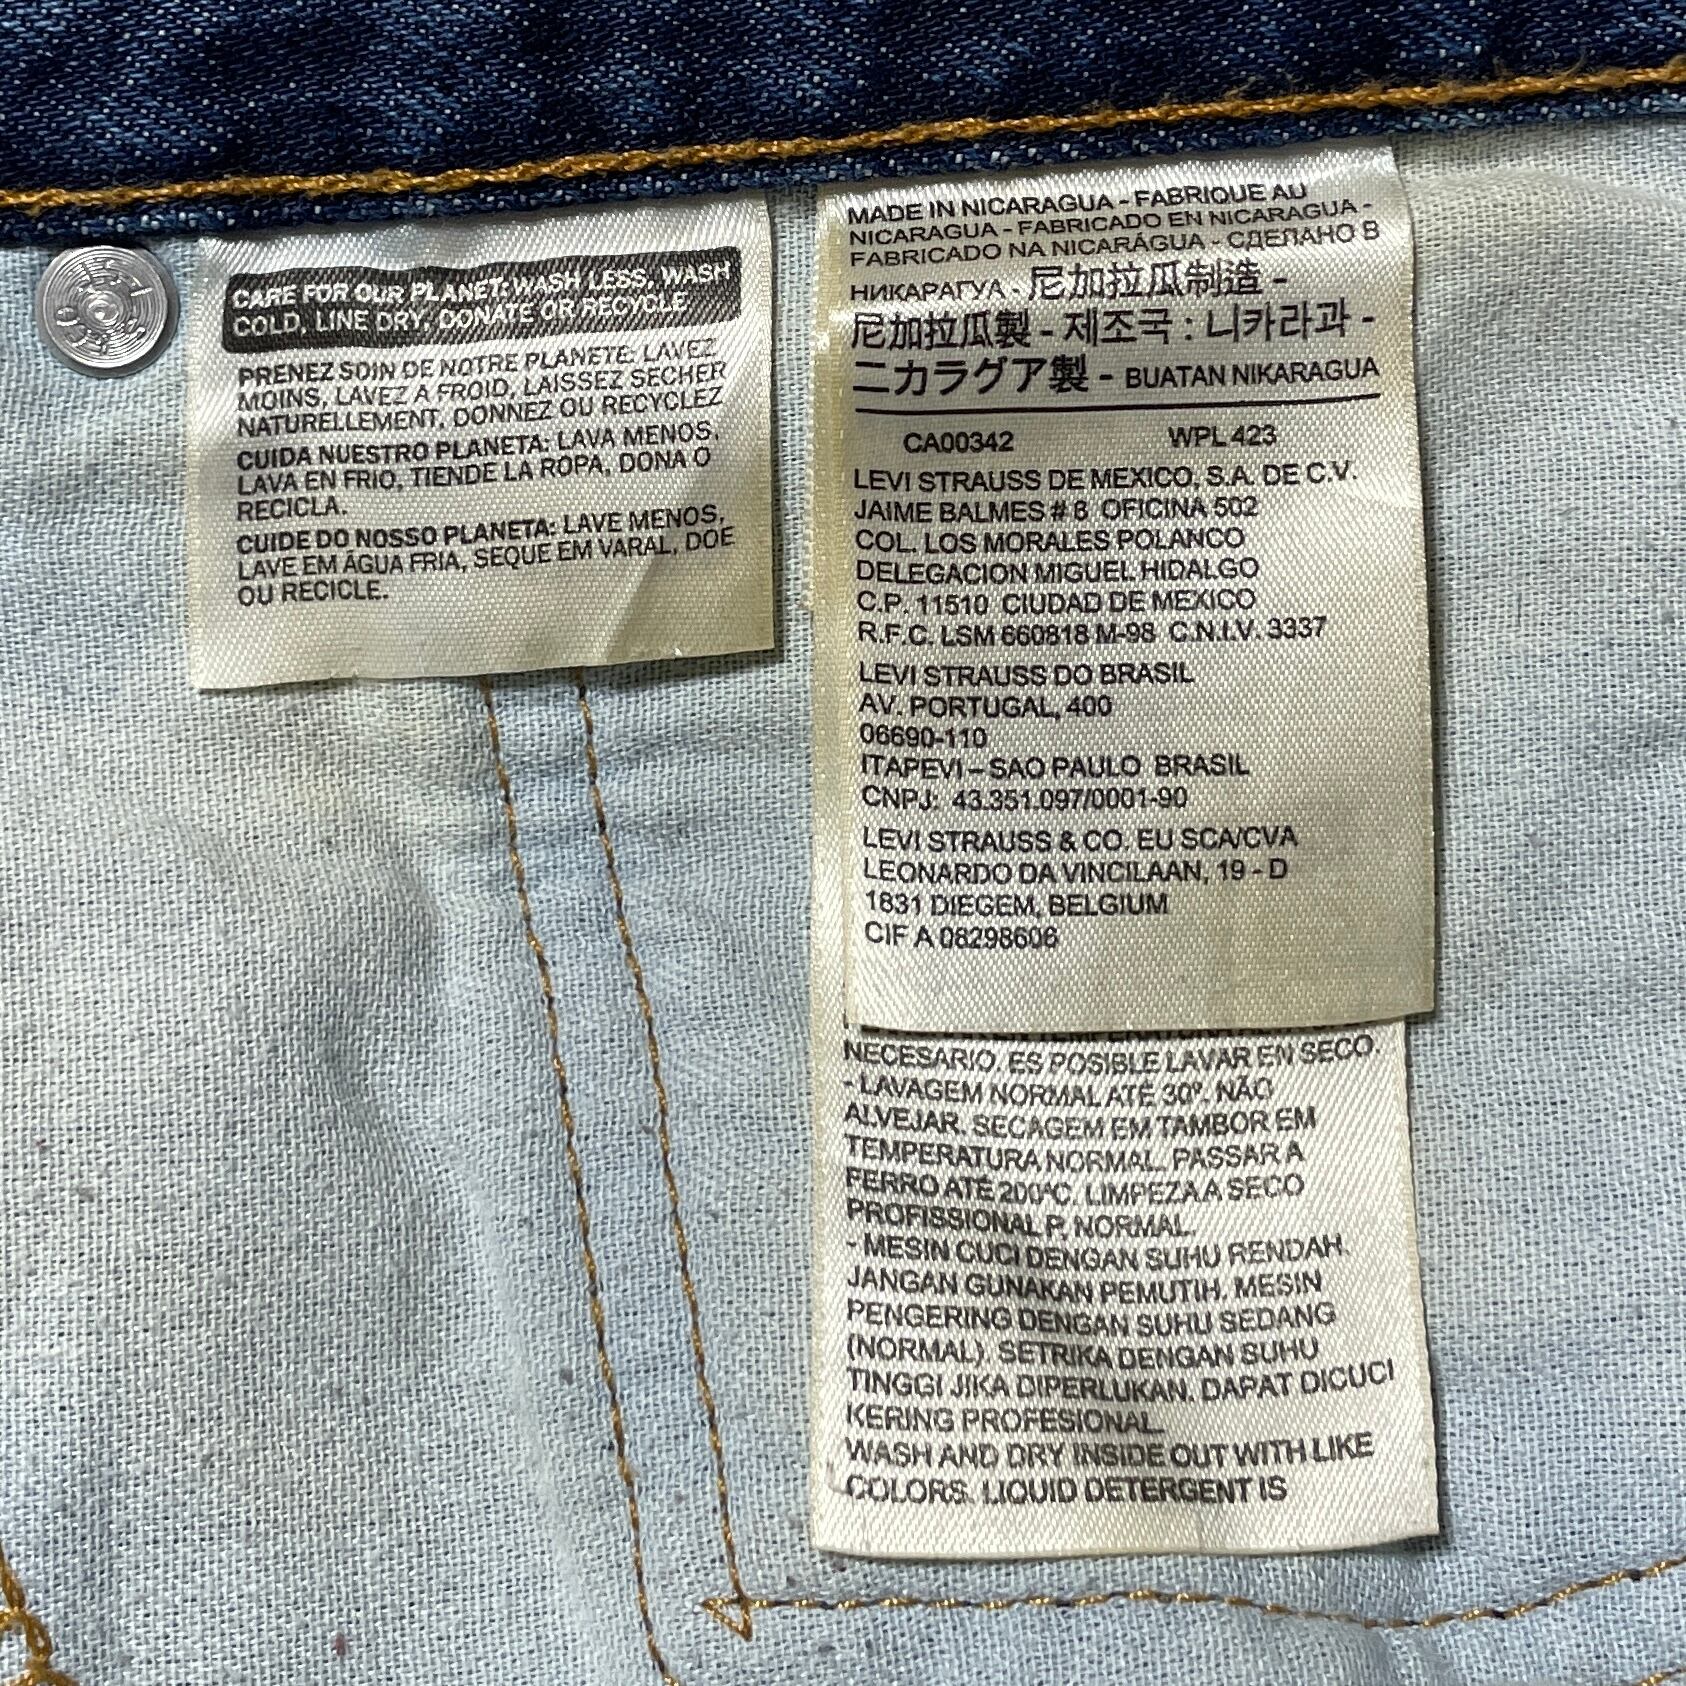 CARE FOR OUR PLANET: WASH LESS, WASH
COLD, LINE DRY, DONATE OR RECYCLE
PRENEZ SOIN DE NOTRE PLANETE: LAVEZ
MOINS, LAVEZ A FROID, LAISSEZ SECHER
NATURELLEMENT, DONNEZ OU RECYCLEZ
CUIDA NUESTRO PLANETA: LAVA MENOS,
LAVA EN FRIO, TIENDE LA ROPA, DONA O
RECICLA.
CUIDE DO NOSSO PLANETA: LAVE MENOS,
LAVE EM ÁGUA FRIA, SEQUE EM VARAL, DOE
OU RECICLE.
MADE IN NICARAGUA - FABRIQUE AU
NICARAGUA - FABRICADO EN NICARAGUA -
FABRICADO NA NICARÁGUA - СДЕЛАНО В
НИКАРАГУА - 尼加拉瓜制造 -
尼加拉瓜製 - 제조국 : 니카라과 -
ニカラグア製 - BUATAN NIKARAGUA
CA00342 WPL 423
LEVI STRAUSS DE MEXICO, S.A. DE C.V.
JAIME BALMES # 8 OFICINA 502
COL. LOS MORALES POLANCO
DELEGACION MIGUEL HIDALGO
C.P. 11510 CIUDAD DE MEXICO
R.F.C. LSM 660818 M-98 C.N.I.V. 3337
LEVI STRAUSS DO BRASIL
AV. PORTUGAL, 400
06690-110
ITAPEVI – SAO PAULO BRASIL
CNPJ: 43.351.097/0001-90
LEVI STRAUSS & CO. EU SCA/CVA
LEONARDO DA VINCILAAN, 19 - D
1831 DIEGEM, BELGIUM
CIF A 08298606
NECESARIO. ES POSIBLE LAVAR EN SECO.
- LAVAGEM NORMAL ATÉ 30º. NÃO
ALVEJAR. SECAGEM EM TAMBOR EM
TEMPERATURA NORMAL. PASSAR A
FERRO ATÉ 200ºC. LIMPEZA A SECO
PROFISSIONAL P, NORMAL.
- MESIN CUCI DENGAN SUHU RENDAH.
JANGAN GUNAKAN PEMUTIH. MESIN
PENGERING DENGAN SUHU SEDANG
(NORMAL). SETRIKA DENGAN SUHU
TINGGI JIKA DIPERLUKAN. DAPAT DICUCI
KERING PROFESIONAL.
WASH AND DRY INSIDE OUT WITH LIKE
COLORS. LIQUID DETERGENT IS